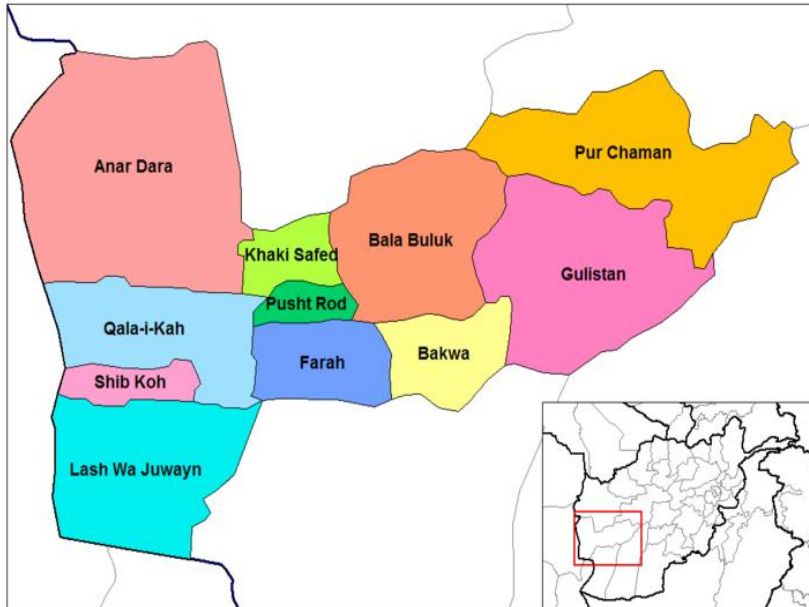 Pur Chaman
Anar Dara
Bala Buluk
Khaki Safed
Gulistan
Pusht Rod
Qala-i-Kah
Farah
Bakwa
Shib Koh
Lash Wa Juwayn